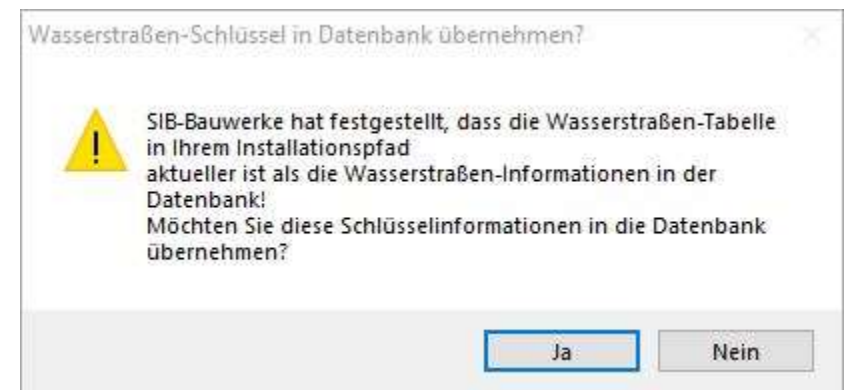 Wasserstraßen-Schlüssel in Datenbank übernehmen?
SIB-Bauwerke hat festgestellt, dass die Wasserstraßen-Tabelle
in Ihrem Installationspfad
aktueller ist als die Wasserstraßen-Informationen in der
Datenbank!
Möchten Sie diese Schlüsselinformationen in die Datenbank
übernehmen?
Ja
Nein